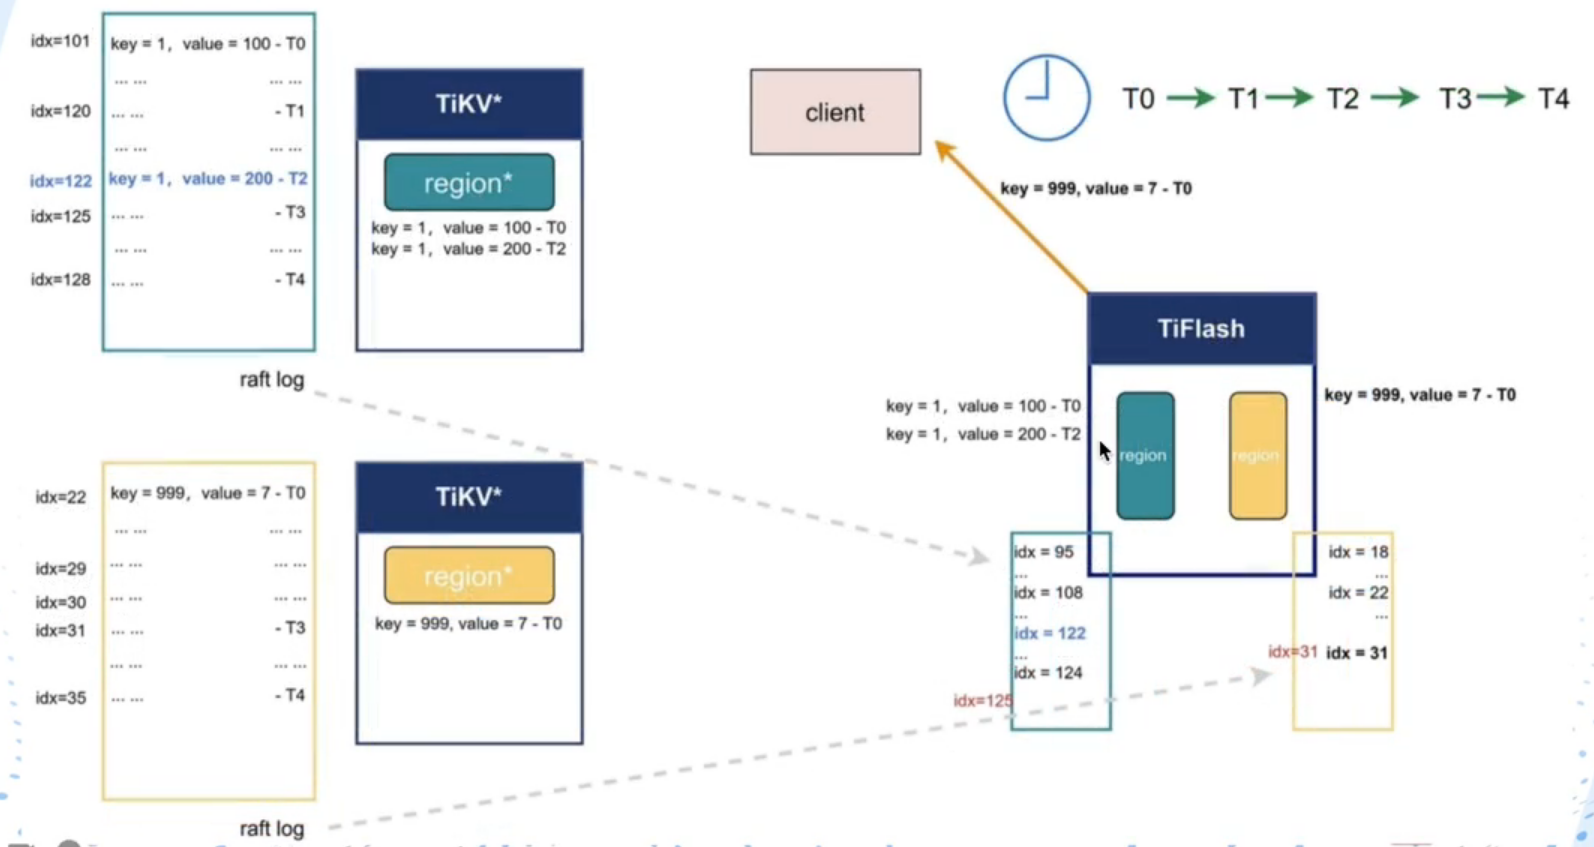 idx=101
key = 1, value = 100 - T0
... ... ... ...
idx=120
... ... - T1
... ... ... ...
idx=122
key = 1, value = 200 - T2
idx=125
... ... - T3
... ... ... ...
idx=128
... ... - T4
raft log
TiKV*
region*
key = 1, value = 100 - T0
key = 1, value = 200 - T2
client
T0
T1
T2
T3
T4
key = 999, value = 7 - T0
TiFlash
key = 1, value = 100 - T0
key = 1, value = 200 - T2
region
region
key = 999, value = 7 - T0
idx=22
key = 999, value = 7 - T0
... ... ... ...
idx=29
... ... ... ...
idx=30
... ... ... ...
idx=31
... ... - T3
... ... ... ...
idx=35
... ... - T4
raft log
TiKV*
region*
key = 999, value = 7 - T0
idx = 95
...
idx = 108
...
idx = 122
...
idx = 124
idx=125
idx = 18
...
idx = 22
...
idx=31
idx = 31